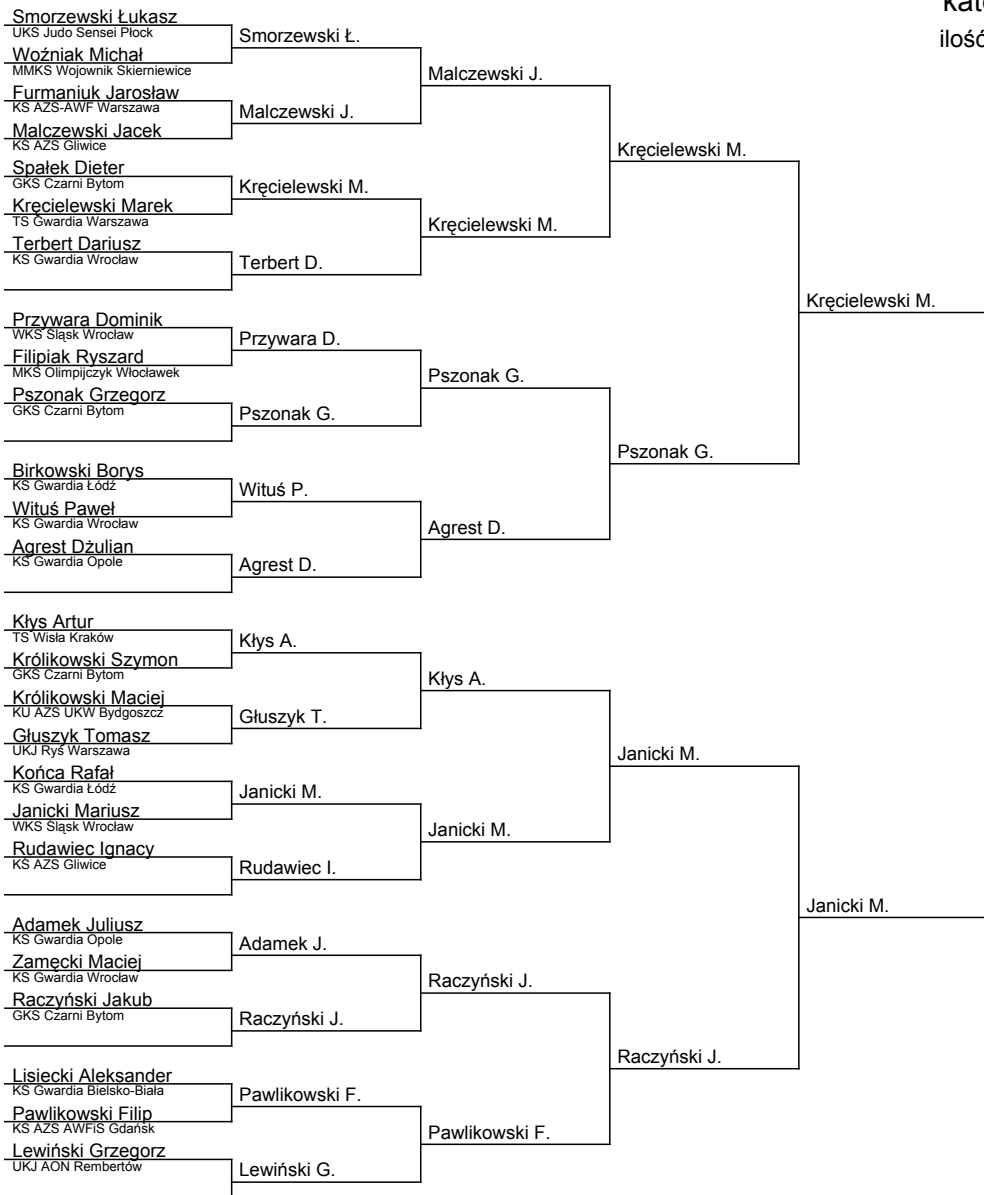 kate
ilość
Smorzewski Łukasz
UKS Judo Sensei Płock
Woźniak Michał
MMKS Wojownik Skierniewice
Furmaniuk Jarosław
KS AZS-AWF Warszawa
Malczewski Jacek
KS AZS Gliwice
Spałek Dieter
GKS Czarni Bytom
Kręcielewski Marek
TS Gwardia Warszawa
Terbert Dariusz
KS Gwardia Wrocław
Przywara Dominik
WKS Śląsk Wrocław
Filipiak Ryszard
MKS Olimpijczyk Włocławek
Pszonak Grzegorz
GKS Czarni Bytom
Birkowski Borys
KS Gwardia Łódź
Wituś Paweł
KS Gwardia Wrocław
Agrest Dżulian
KS Gwardia Opole
Kłys Artur
TS Wisła Kraków
Królikowski Szymon
GKS Czarni Bytom
Królikowski Maciej
KU AZS UKW Bydgoszcz
Głuszyk Tomasz
UKJ Ryś Warszawa
Końca Rafał
KS Gwardia Łódź
Janicki Mariusz
WKS Śląsk Wrocław
Rudawiec Ignacy
KS AZS Gliwice
Adamek Juliusz
KS Gwardia Opole
Zamęcki Maciej
KS Gwardia Wrocław
Raczyński Jakub
GKS Czarni Bytom
Lisiecki Aleksander
KS Gwardia Bielsko-Biała
Pawlikowski Filip
KS AZS AWFiS Gdańsk
Lewiński Grzegorz
UKJ AON Rembertów
Smorzewski Ł.
Malczewski J.
Kręcielewski M.
Terbert D.
Przywara D.
Pszonak G.
Wituś P.
Agrest D.
Kłys A.
Głuszyk T.
Janicki M.
Rudawiec I.
Adamek J.
Raczyński J.
Pawlikowski F.
Lewiński G.
Malczewski J.
Kręcielewski M.
Pszonak G.
Agrest D.
Kłys A.
Janicki M.
Raczyński J.
Pawlikowski F.
Kręcielewski M.
Pszonak G.
Janicki M.
Raczyński J.
Kręcielewski M.
Janicki M.